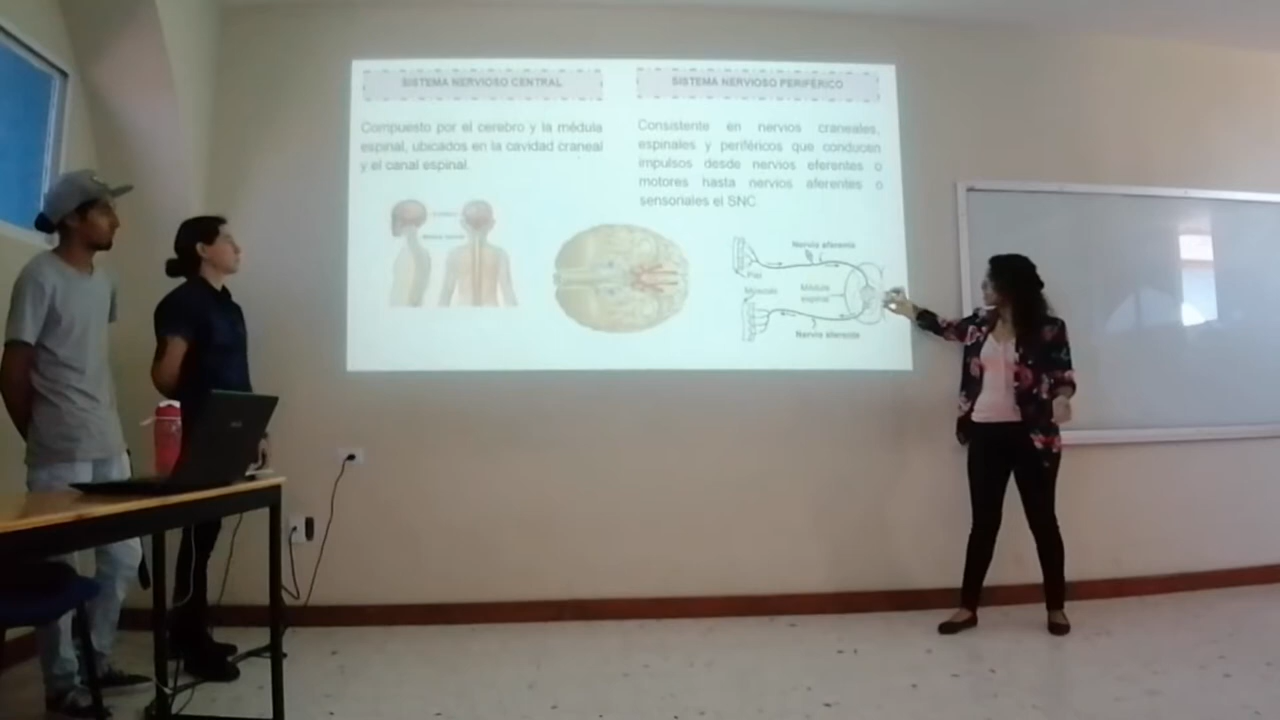 SISTEMA NERVIOSO CENTRAL
Compuesto por el cerebro y la médula
espinal, ubicados en la cavidad craneal
y el canal espinal.
SISTEMA NERVIOSO PERIFÉRICO
Consistente en nervios craneales,
espinales y periféricos que conducen
impulsos desde nervios eferentes o
motores hasta nervios aferentes o
sensoriales el SNC.
Nervio aferente
Piel
Músculo
Médula
espinal
Nervio eferente